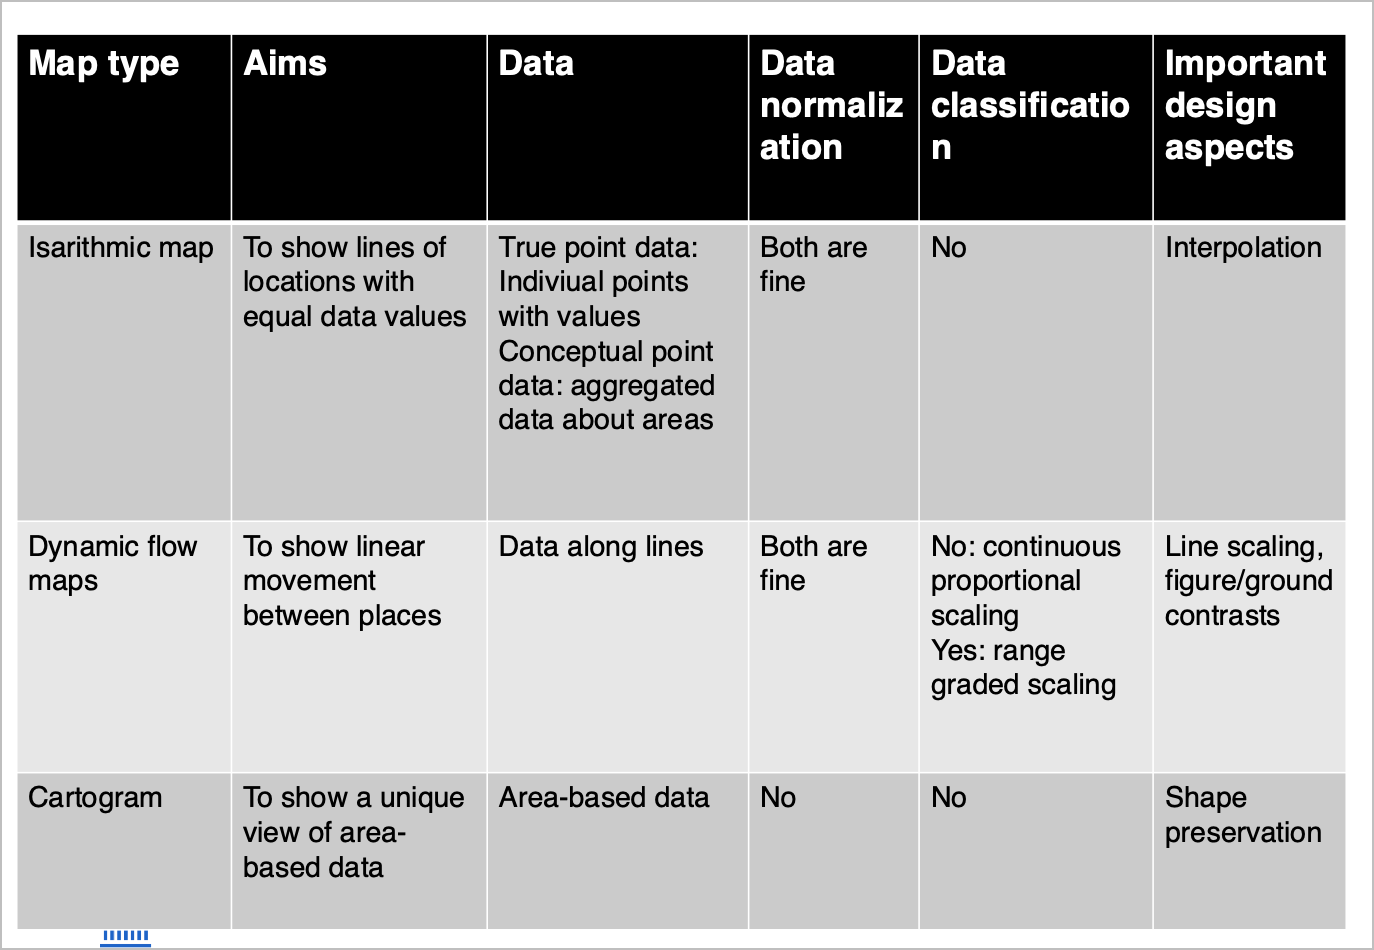 Map type
Aims
Data
Data
normaliz
ation
Data
classificatio
n
Important
design
aspects
Isarithmic map
To show lines of
locations with
equal data values
True point data:
Indiviual points
with values
Conceptual point
data: aggregated
data about areas
Both are
fine
No
Interpolation
Dynamic flow
maps
To show linear
movement
between places
Data along lines
Both are
fine
No: continuous
proportional
scaling
Yes: range
graded scaling
Line scaling,
figure/ground
contrasts
Cartogram
To show a unique
view of area-
based data
Area-based data
No
No
Shape
preservation